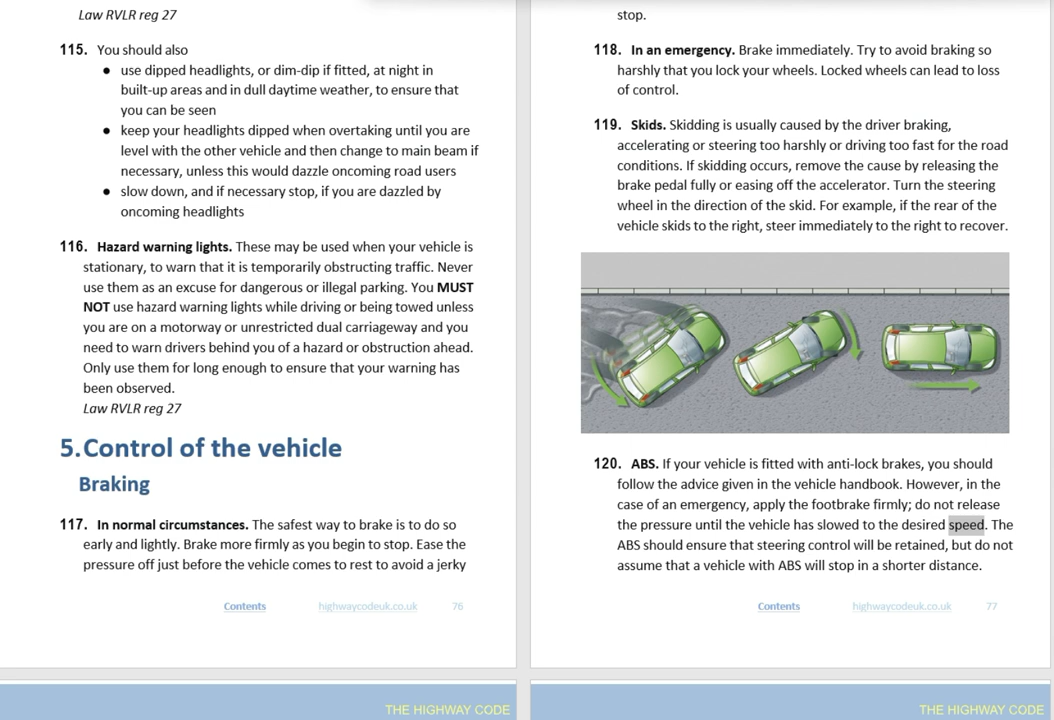 Law RVLR reg 27
115. You should also
● use dipped headlights, or dim-dip if fitted, at night in
built-up areas and in dull daytime weather, to ensure that
you can be seen
● keep your headlights dipped when overtaking until you are
level with the other vehicle and then change to main beam if
necessary, unless this would dazzle oncoming road users
● slow down, and if necessary stop, if you are dazzled by
oncoming headlights
116. Hazard warning lights. These may be used when your vehicle is
stationary, to warn that it is temporarily obstructing traffic. Never
use them as an excuse for dangerous or illegal parking. You MUST
NOT use hazard warning lights while driving or being towed unless
you are on a motorway or unrestricted dual carriageway and you
need to warn drivers behind you of a hazard or obstruction ahead.
Only use them for long enough to ensure that your warning has
been observed.
Law RVLR reg 27
5.Control of the vehicle
Braking
117. In normal circumstances. The safest way to brake is to do so
early and lightly. Brake more firmly as you begin to stop. Ease the
pressure off just before the vehicle comes to rest to avoid a jerky
Contents highwaycodeuk.co.uk 76
stop.
118. In an emergency. Brake immediately. Try to avoid braking so
harshly that you lock your wheels. Locked wheels can lead to loss
of control.
119. Skids. Skidding is usually caused by the driver braking,
accelerating or steering too harshly or driving too fast for the road
conditions. If skidding occurs, remove the cause by releasing the
brake pedal fully or easing off the accelerator. Turn the steering
wheel in the direction of the skid. For example, if the rear of the
vehicle skids to the right, steer immediately to the right to recover.
120. ABS. If your vehicle is fitted with anti-lock brakes, you should
follow the advice given in the vehicle handbook. However, in the
case of an emergency, apply the footbrake firmly; do not release
the pressure until the vehicle has slowed to the desired speed. The
ABS should ensure that steering control will be retained, but do not
assume that a vehicle with ABS will stop in a shorter distance.
Contents highwaycodeuk.co.uk 77
THE HIGHWAY CODE
THE HIGHWAY CODE